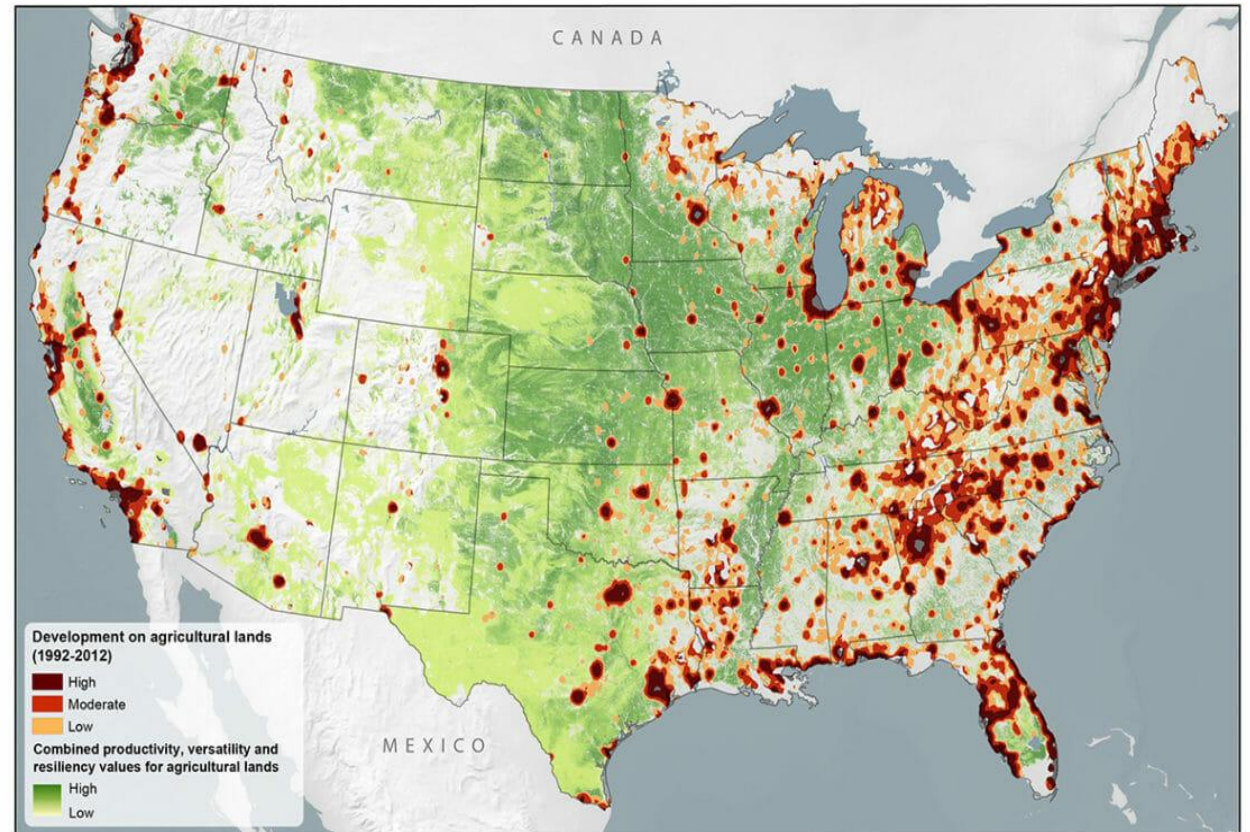 CANADA
MEXICO
Development on agricultural lands
(1992-2012)
High
Moderate
Low
Combined productivity, versatility and
resiliency values for agricultural lands
High
Low